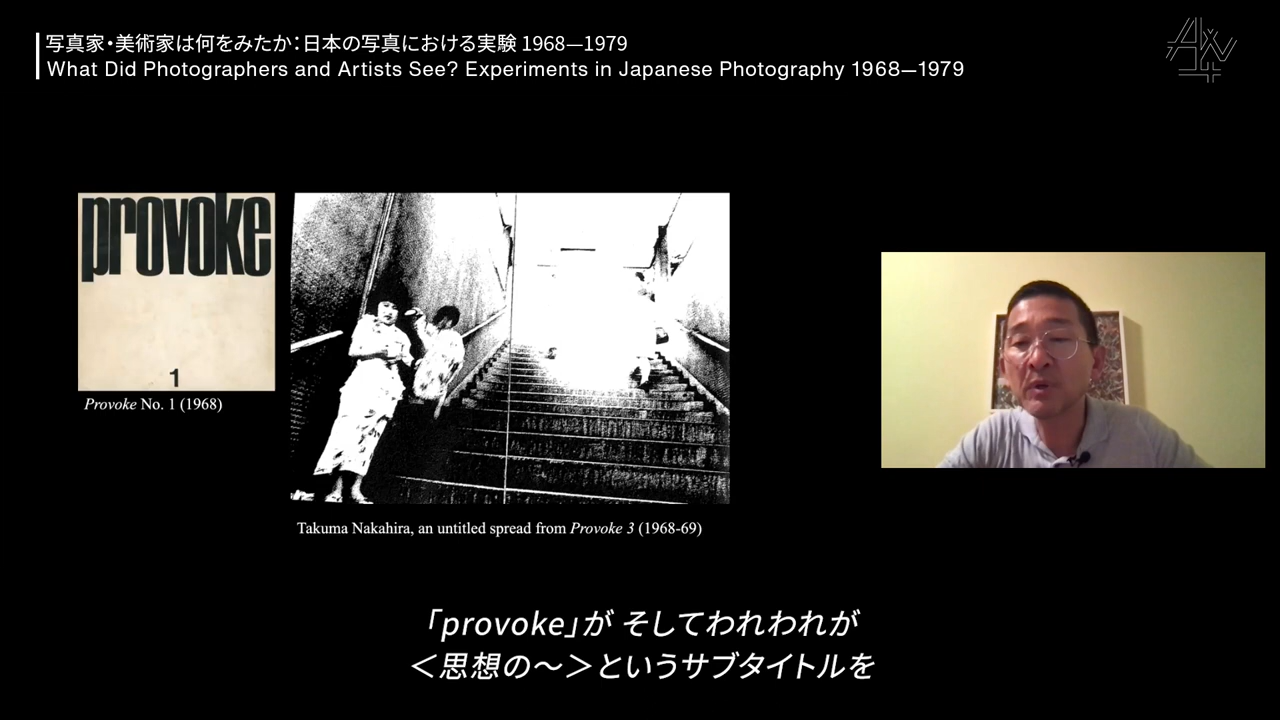 写真家・美術家は何をみたか：日本の写真における実験 1968—1979
What Did Photographers and Artists See? Experiments in Japanese Photography 1968—1979
provoke
1
Provoke No. 1 (1968)
Takuma Nakahira, an untitled spread from Provoke 3 (1968-69)
「provoke」が そしてわれわれが
＜思想の～＞というサブタイトルを